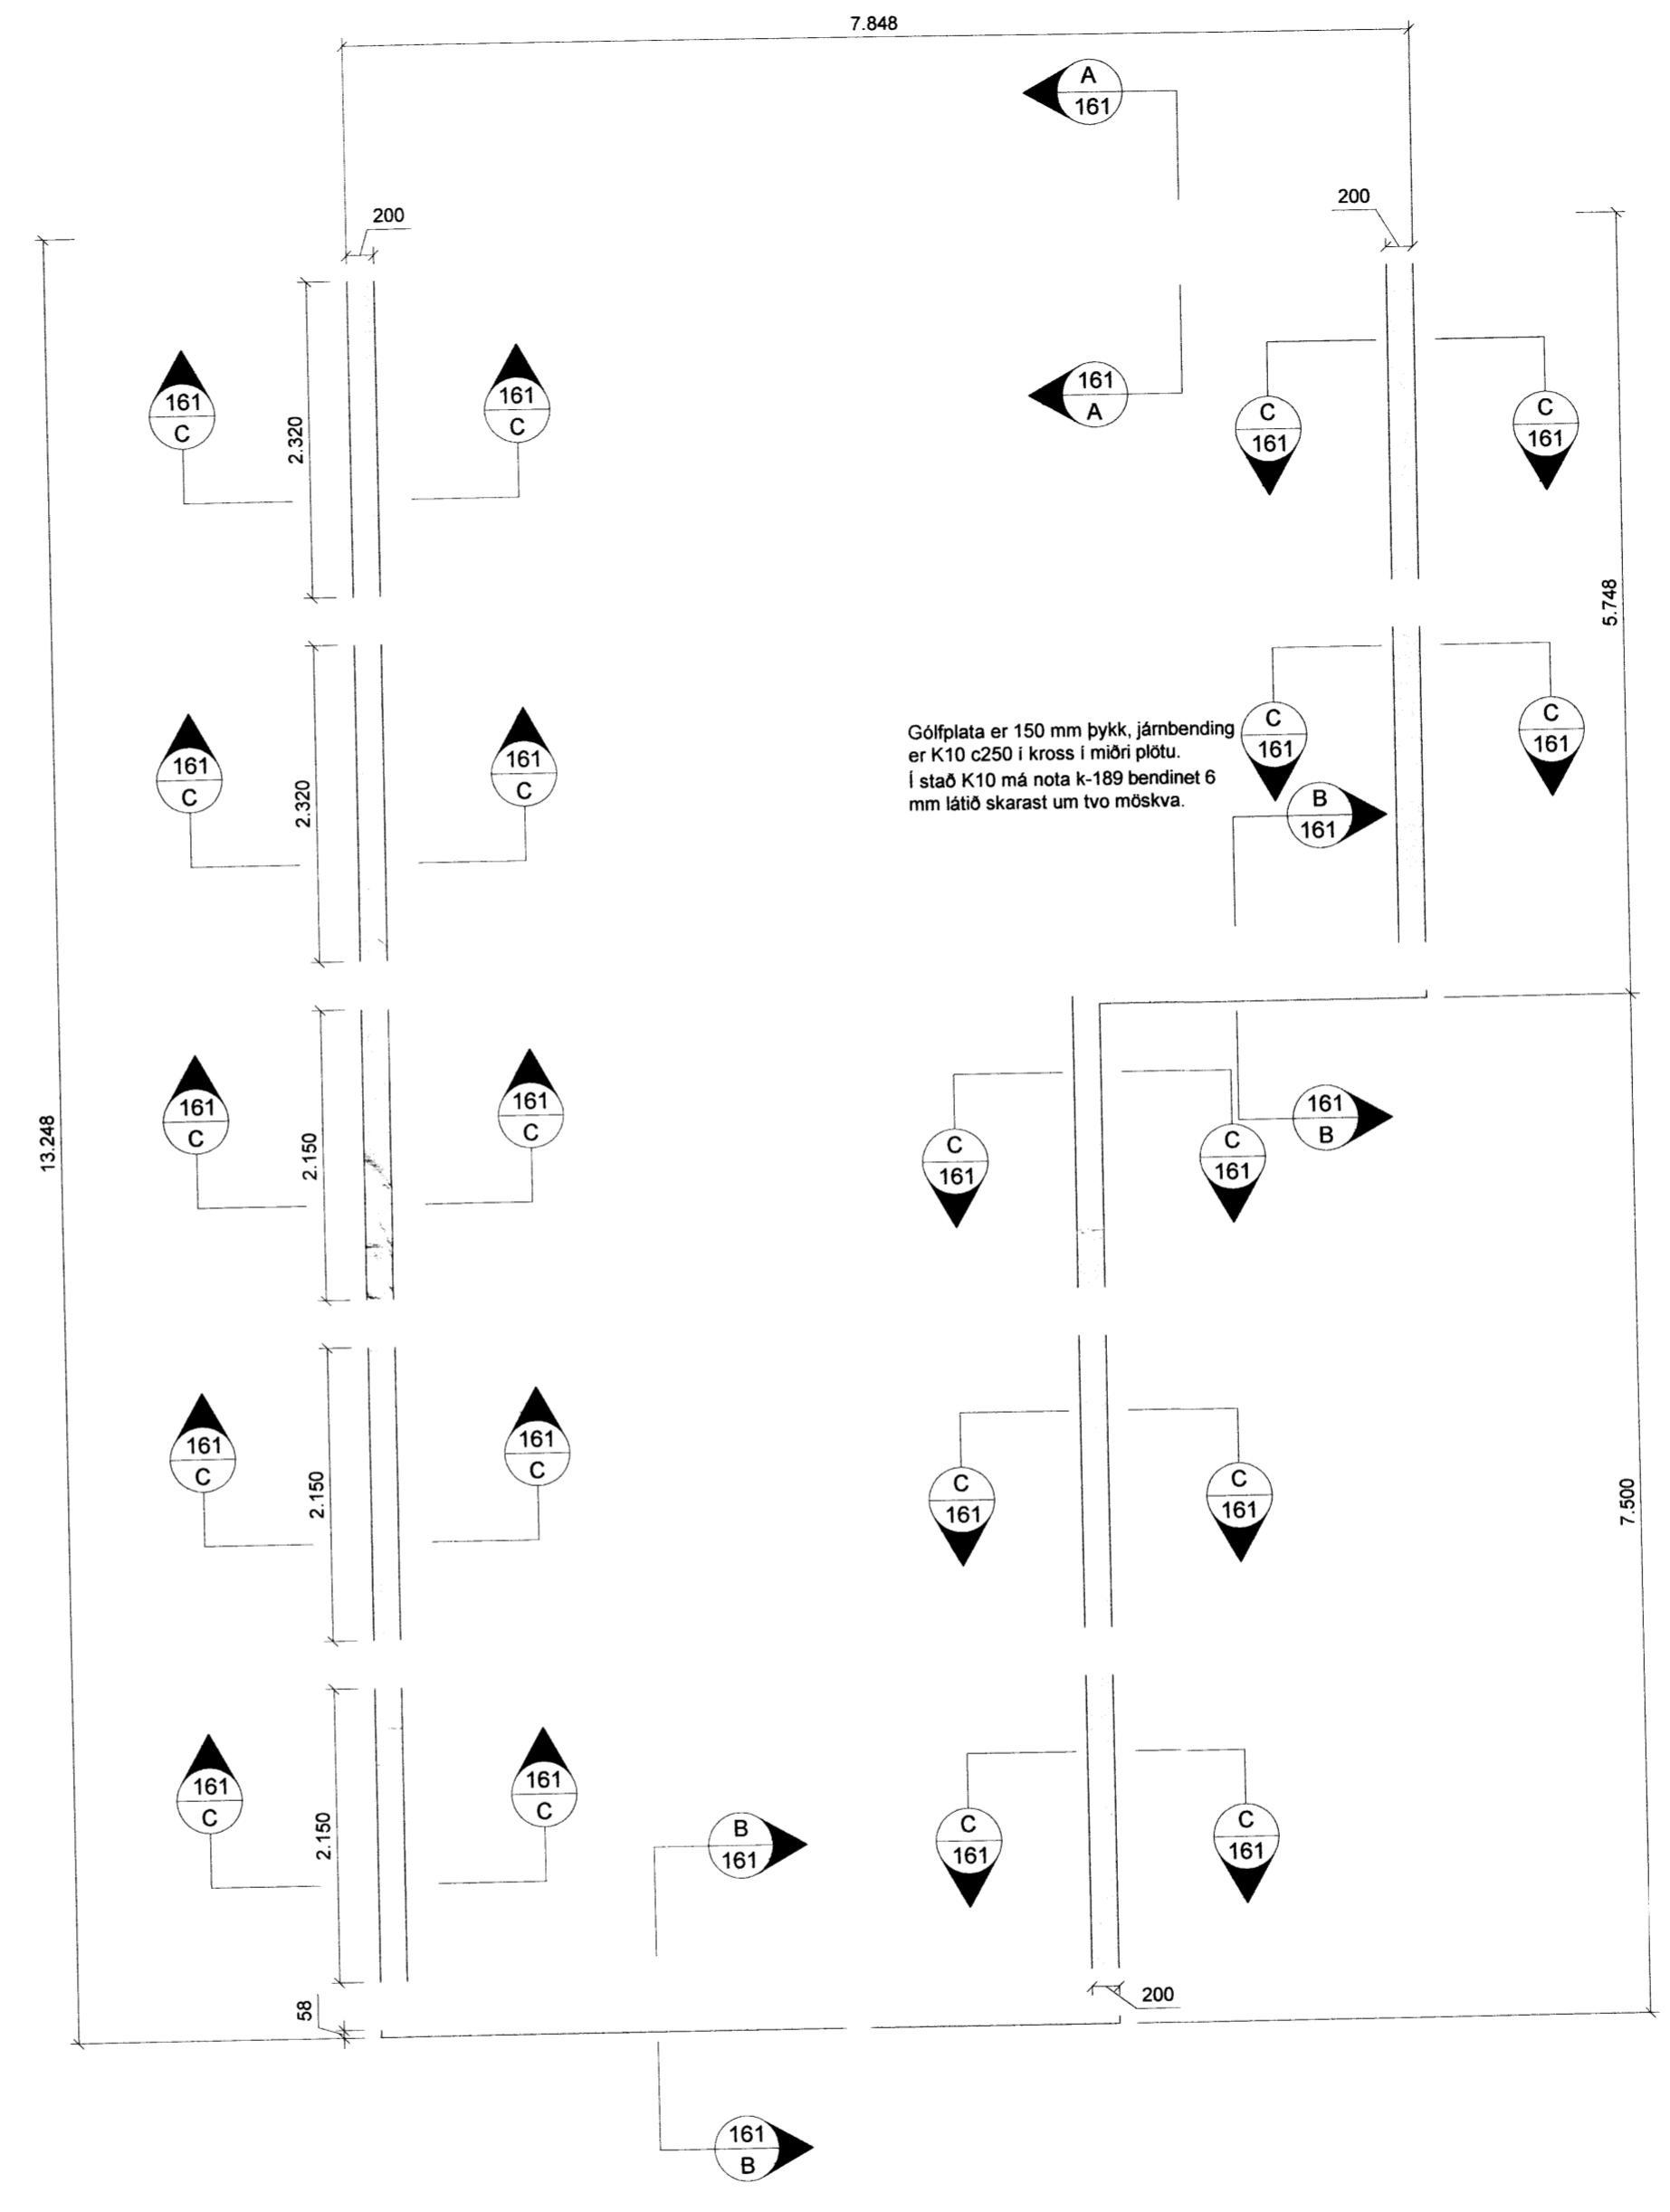 7.848
A
161
200
200
161
C
161
C
2.320
161
A
C
161
C
161
5.748
Gólfplata er 150 mm þykk, járnbending
er K10 c250 í kross í miðri plötu.
Í stað K10 má nota k-189 bendinet 6
mm látið skarast um tvo möskva.
C
161
C
161
161
C
161
C
2.320
B
161
13.248
161
C
161
C
2.150
C
161
C
161
161
B
161
C
161
C
2.150
C
161
C
161
7.500
161
C
161
C
2.150
B
161
C
161
C
161
58
200
161
B